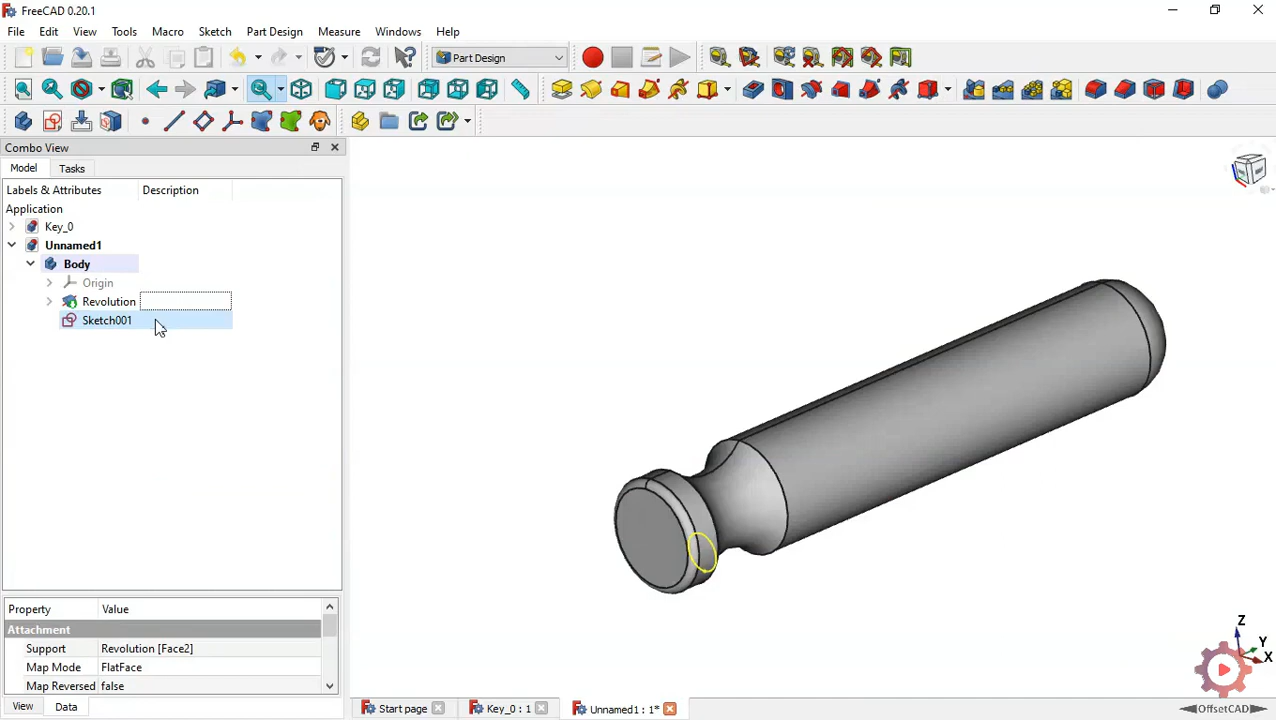 FreeCAD 0.20.1
File Edit View Tools Macro Sketch Part Design Measure Windows Help
Part Design
Combo View
Model Tasks
Labels & Attributes Description
Application
Key_0
Unnamed1
Body
Origin
Revolution
Sketch001
Property Value
Attachment
Support Revolution [Face2]
Map Mode FlatFace
Map Reversed false
View Data
Start page Key_0 : 1 Unnamed1 : 1*
Z
Y
X
OffsetCAD